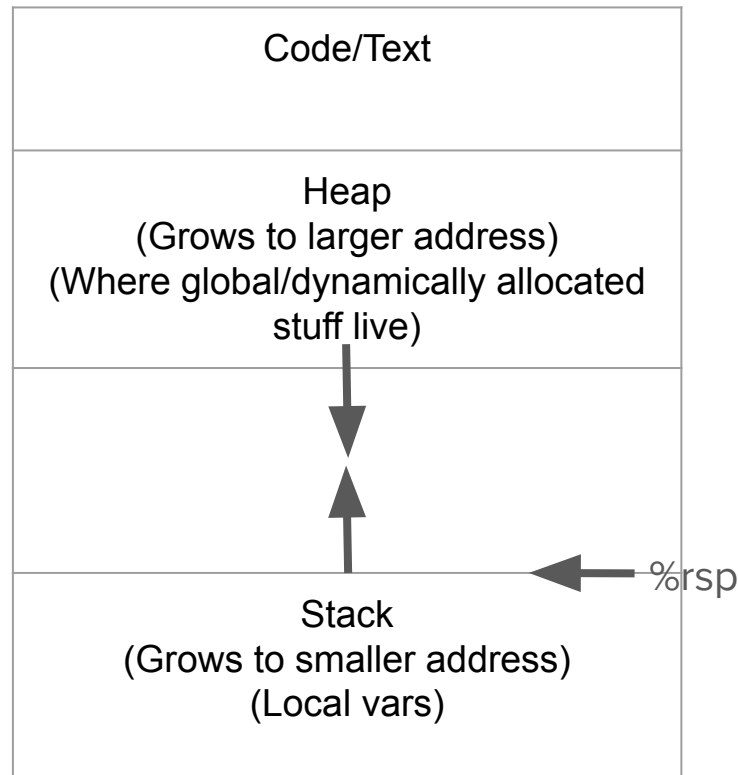 Code/Text
Heap
(Grows to larger address)
(Where global/dynamically allocated
stuff live)
%rsp
Stack
(Grows to smaller address)
(Local vars)